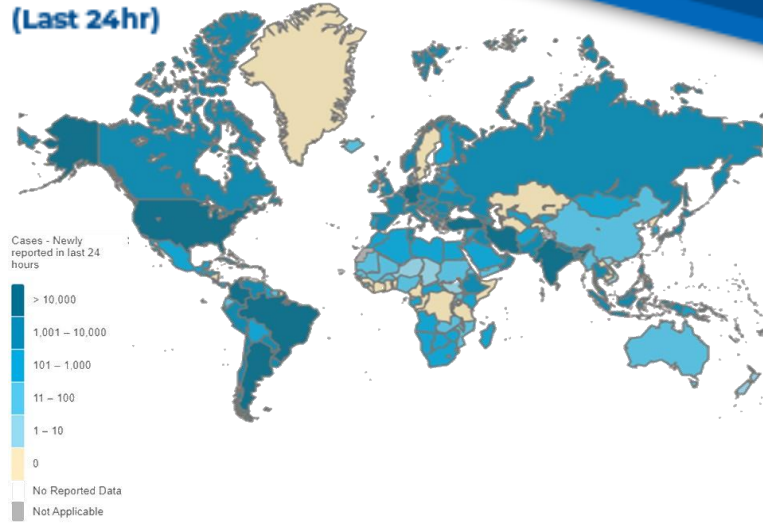 (Last 24hr)
Cases - Newly
reported in last 24
hours
> 10,000
1,001 – 10,000
101 – 1,000
11 – 100
1 – 10
0
No Reported Data
Not Applicable